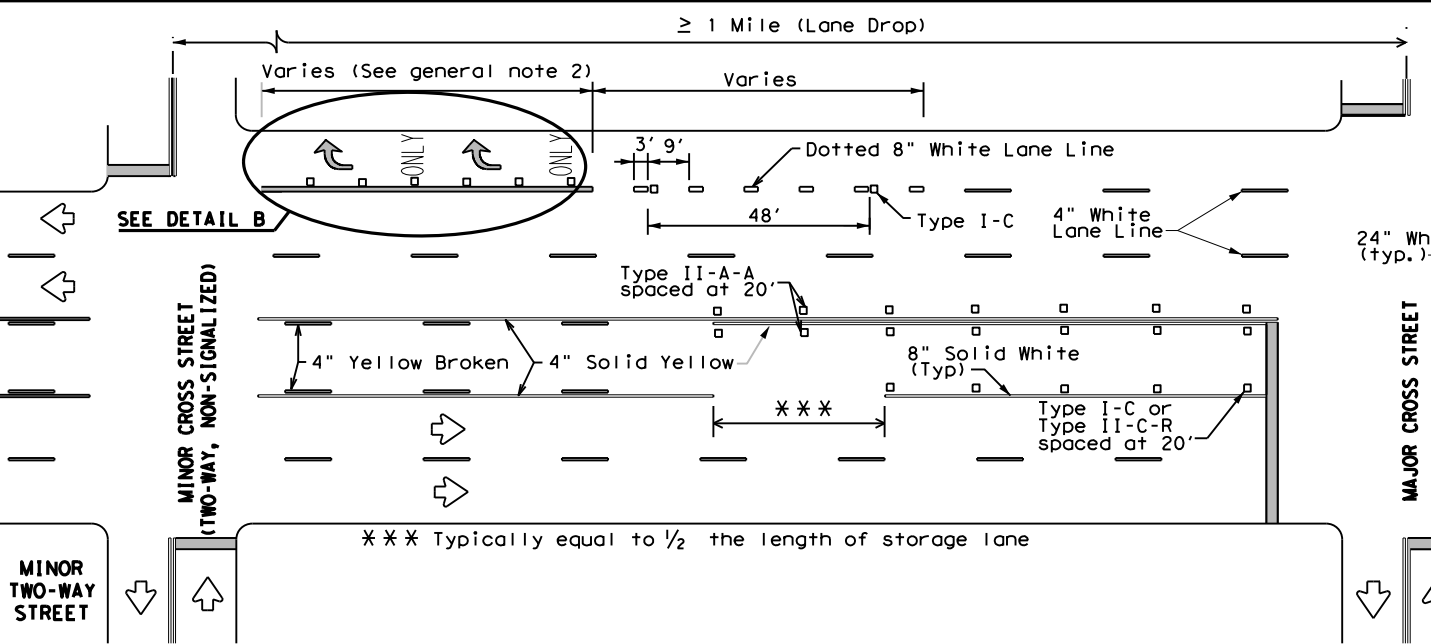 ≥ 1 Mile (Lane Drop)
Varies (See general note 2)
Varies
ONLY
ONLY
3'
9'
Dotted 8" White Lane Line
SEE DETAIL B
48'
Type I-C
4" White
Lane Line
24" Wh
(typ.)
Type II-A-A
spaced at 20'
MINOR CROSS STREET
(TWO-WAY, NON-SIGNALIZED)
MAJOR CROSS STREET
4" Yellow Broken
4" Solid Yellow
8" Solid White
(Typ)
***
Type I-C or
Type II-C-R
spaced at 20'
*** Typically equal to ½ the length of storage lane
MINOR
TWO-WAY
STREET